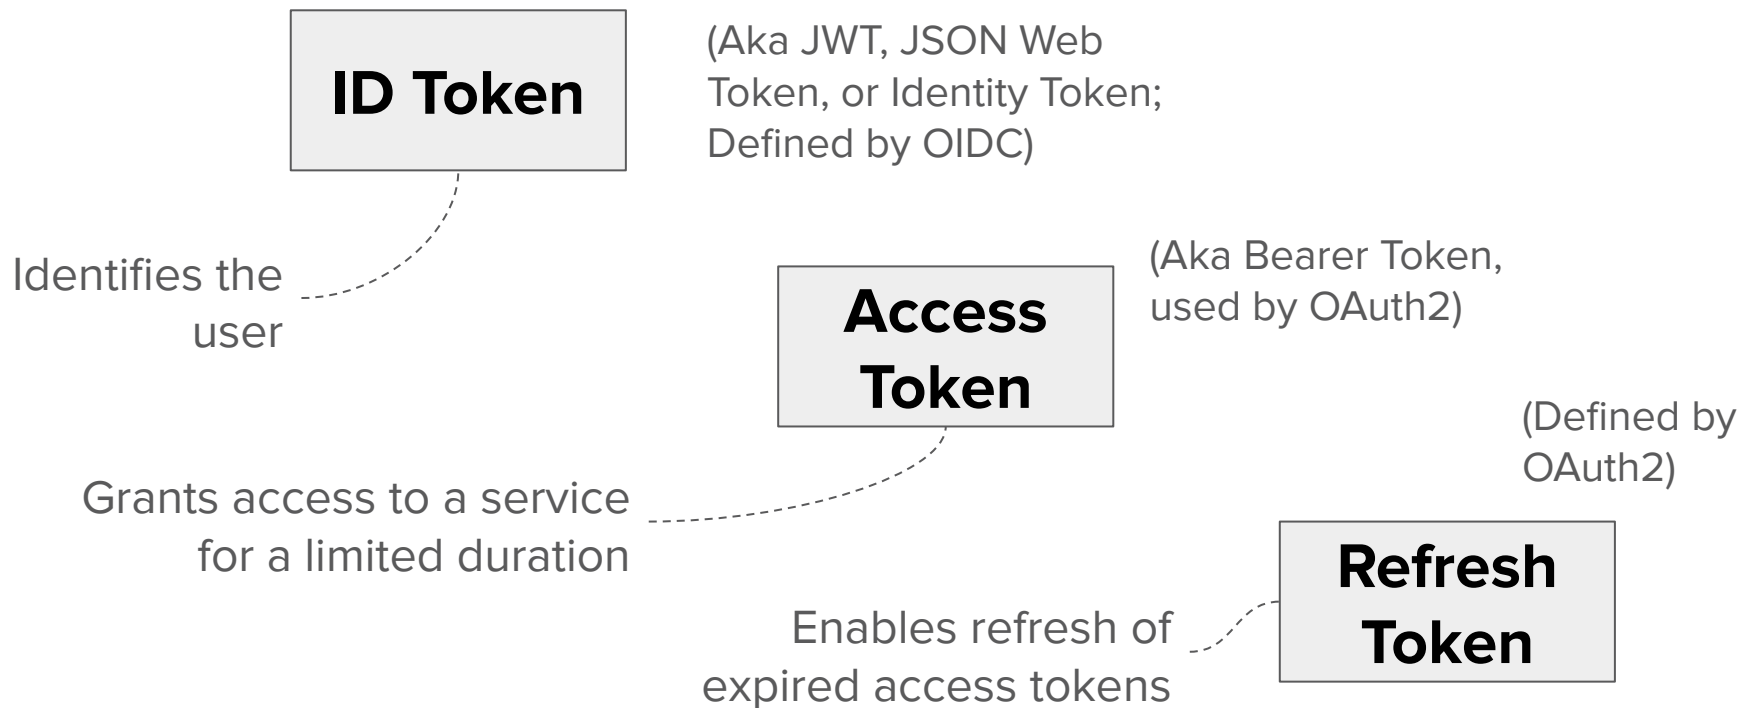 ID Token
(Aka JWT, JSON Web
Token, or Identity Token;
Defined by OIDC)
Identifies the
user
Access
Token
(Aka Bearer Token,
used by OAuth2)
Grants access to a service
for a limited duration
(Defined by
OAuth2)
Refresh
Token
Enables refresh of
expired access tokens